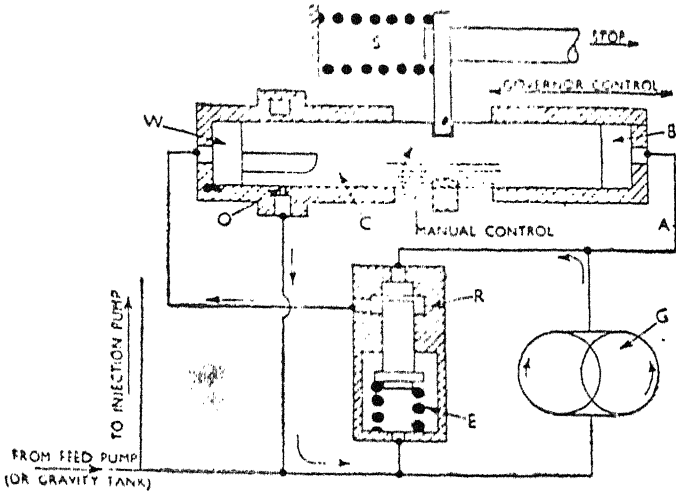 S
STOP
GOVERNOR CONTROL
W
B
O
C
MANUAL CONTROL
A
R
G
E
TO INJECTION PUMP
FROM FEED PUMP
(OR GRAVITY TANK)